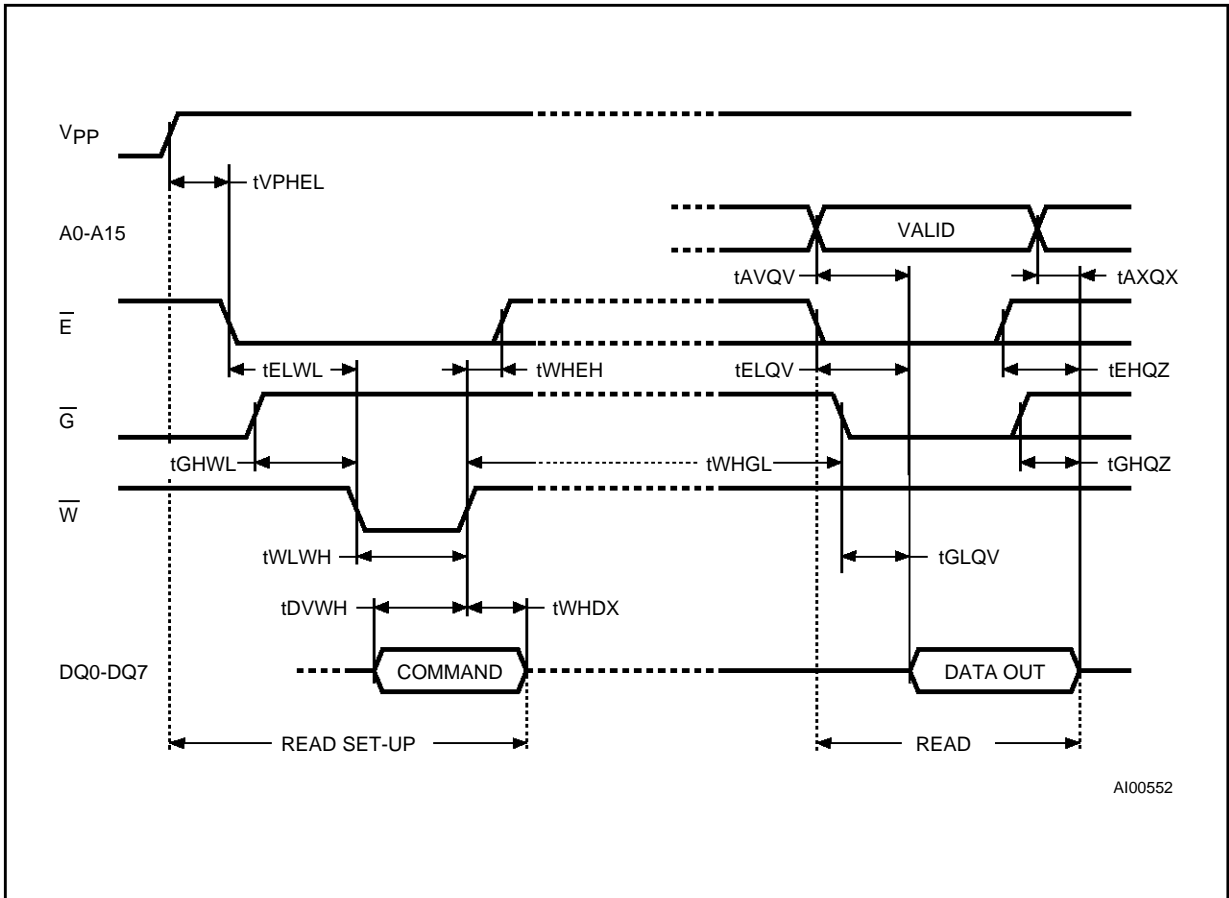 VPP
tVPHEL
A0-A15
VALID
tAVQV
tAXQX
E
tELWL
tWHEH
tELQV
tEHQZ
G
tGHWL
tWHGL
tGHQZ
W
tWLWH
tGLQV
tDVWH
tWHDX
DQ0-DQ7
COMMAND
DATA OUT
READ SET-UP
READ
AI00552